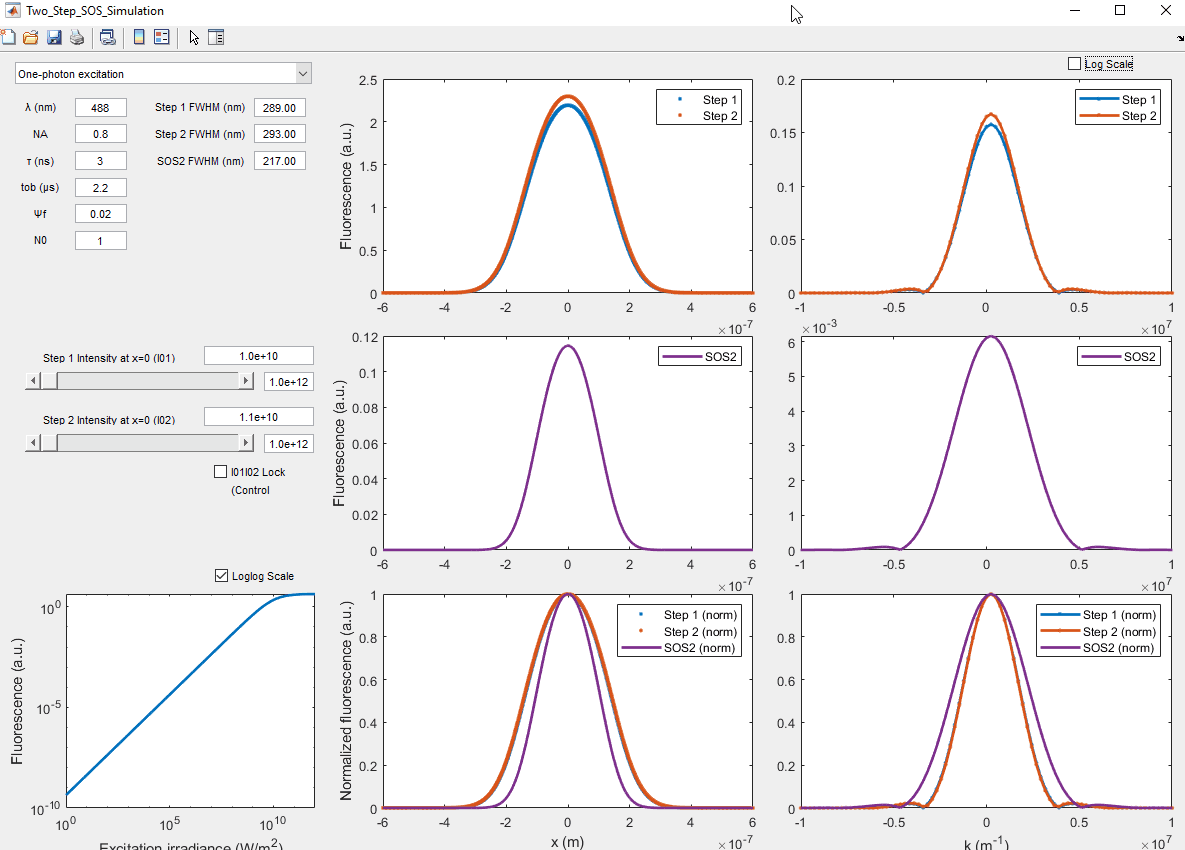 Two_Step_SOS_Simulation
One-photon excitation
Log Scale
λ (nm) 488 Step 1 FWHM (nm) 289.00
NA 0.8 Step 2 FWHM (nm) 293.00
τ (ns) 3 SOS2 FWHM (nm) 217.00
tob (µs) 2.2
Ψf 0.02
N0 1
Step 1 Intensity at x=0 (I01) 1.0e+10
1.0e+12
Step 2 Intensity at x=0 (I02) 1.1e+10
1.0e+12
I01I02 Lock
(Control
Loglog Scale
Fluorescence (a.u.)
10^0
10^-5
10^-10
10^0 10^5 10^10
Excitation irradiance (W/m^2)
Fluorescence (a.u.)
2.5
2
1.5
1
0.5
0
-6 -4 -2 0 2 4 6
×10^-7
Step 1
Step 2
0.2
0.15
0.1
0.05
0
-1 -0.5 0 0.5 1
×10^7
Step 1
Step 2
Fluorescence (a.u.)
0.12
0.1
0.08
0.06
0.04
0.02
0
-6 -4 -2 0 2 4 6
×10^-7
SOS2
×10^-3
6
5
4
3
2
1
0
-1 -0.5 0 0.5 1
×10^7
SOS2
Normalized fluorescence (a.u.)
1
0.8
0.6
0.4
0.2
0
-6 -4 -2 0 2 4 6
x (m) ×10^-7
Step 1 (norm)
Step 2 (norm)
SOS2 (norm)
1
0.8
0.6
0.4
0.2
0
-1 -0.5 0 0.5 1
k (m^-1) ×10^7
Step 1 (norm)
Step 2 (norm)
SOS2 (norm)